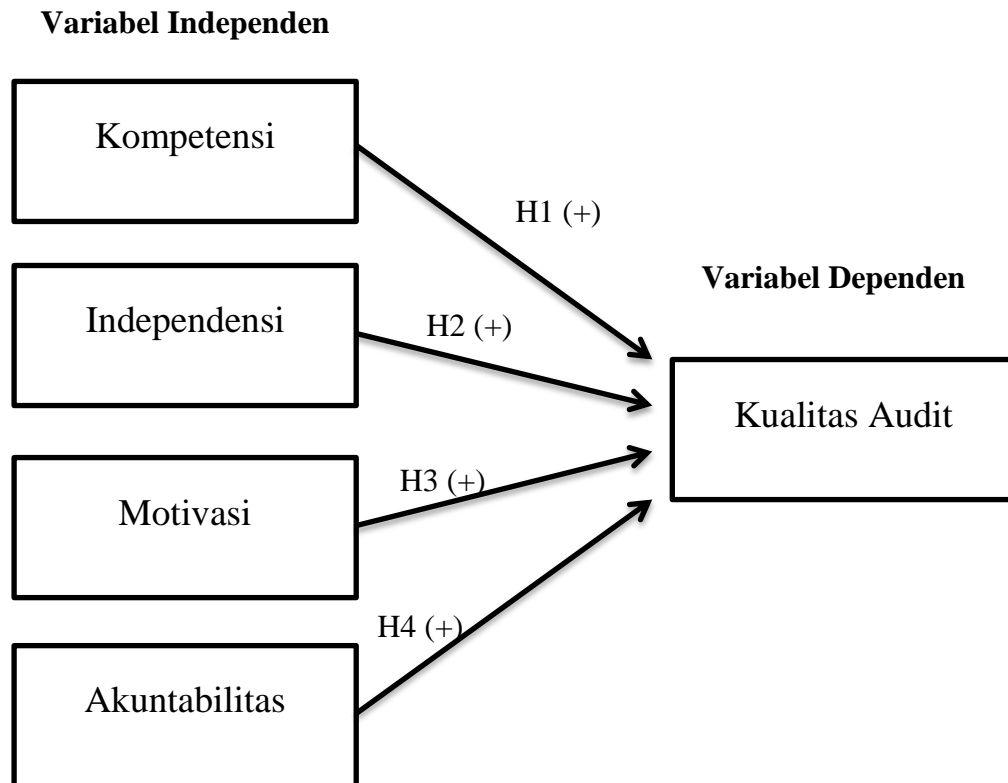 Variabel Independen
Kompetensi
H1 (+)
Independensi
H2 (+)
Variabel Dependen
Kualitas Audit
Motivasi
H3 (+)
Akuntabilitas
H4 (+)